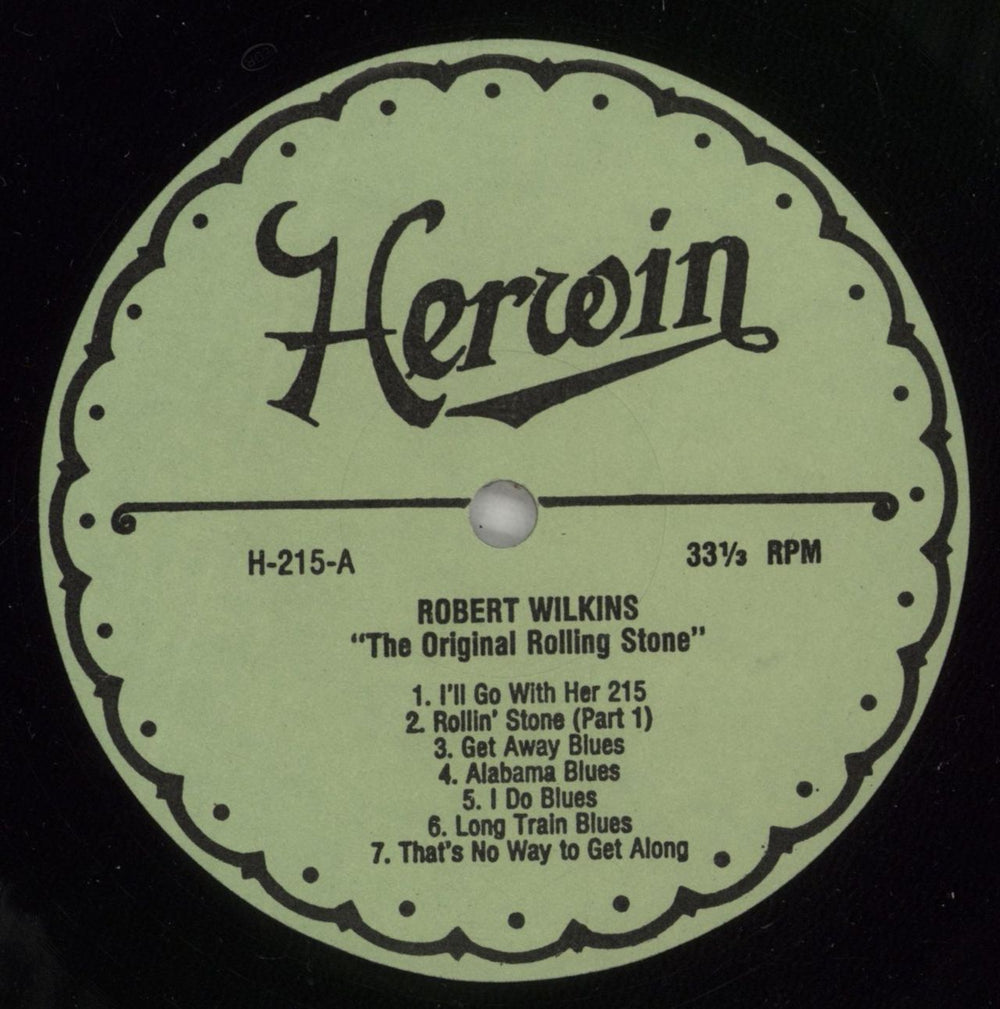 Herwin
H-215-A
33⅓ RPM
ROBERT WILKINS
“The Original Rolling Stone”
1. I'll Go With Her 215
2. Rollin' Stone (Part 1)
3. Get Away Blues
4. Alabama Blues
5. I Do Blues
6. Long Train Blues
7. That's No Way to Get Along